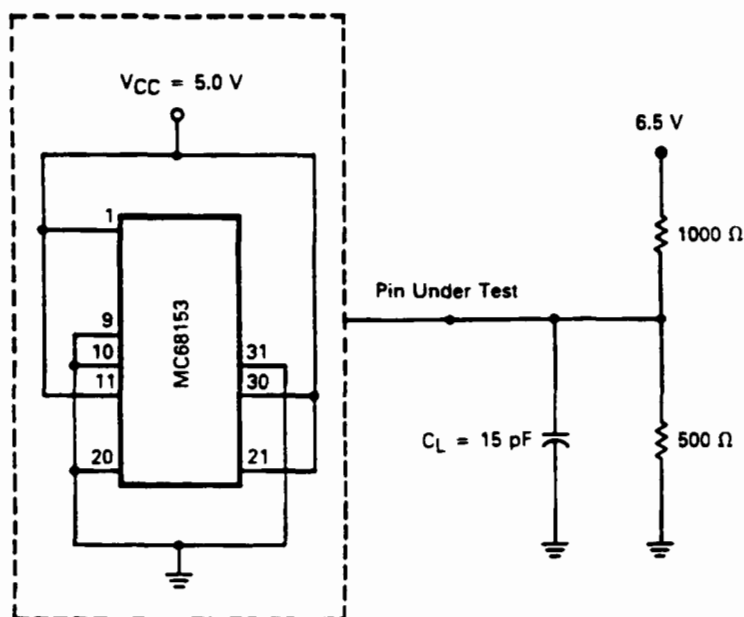 VCC = 5.0 V
6.5 V
1
1000 Ω
Pin Under Test
9
10
11
20
MC68153
31
30
21
CL = 15 pF
500 Ω